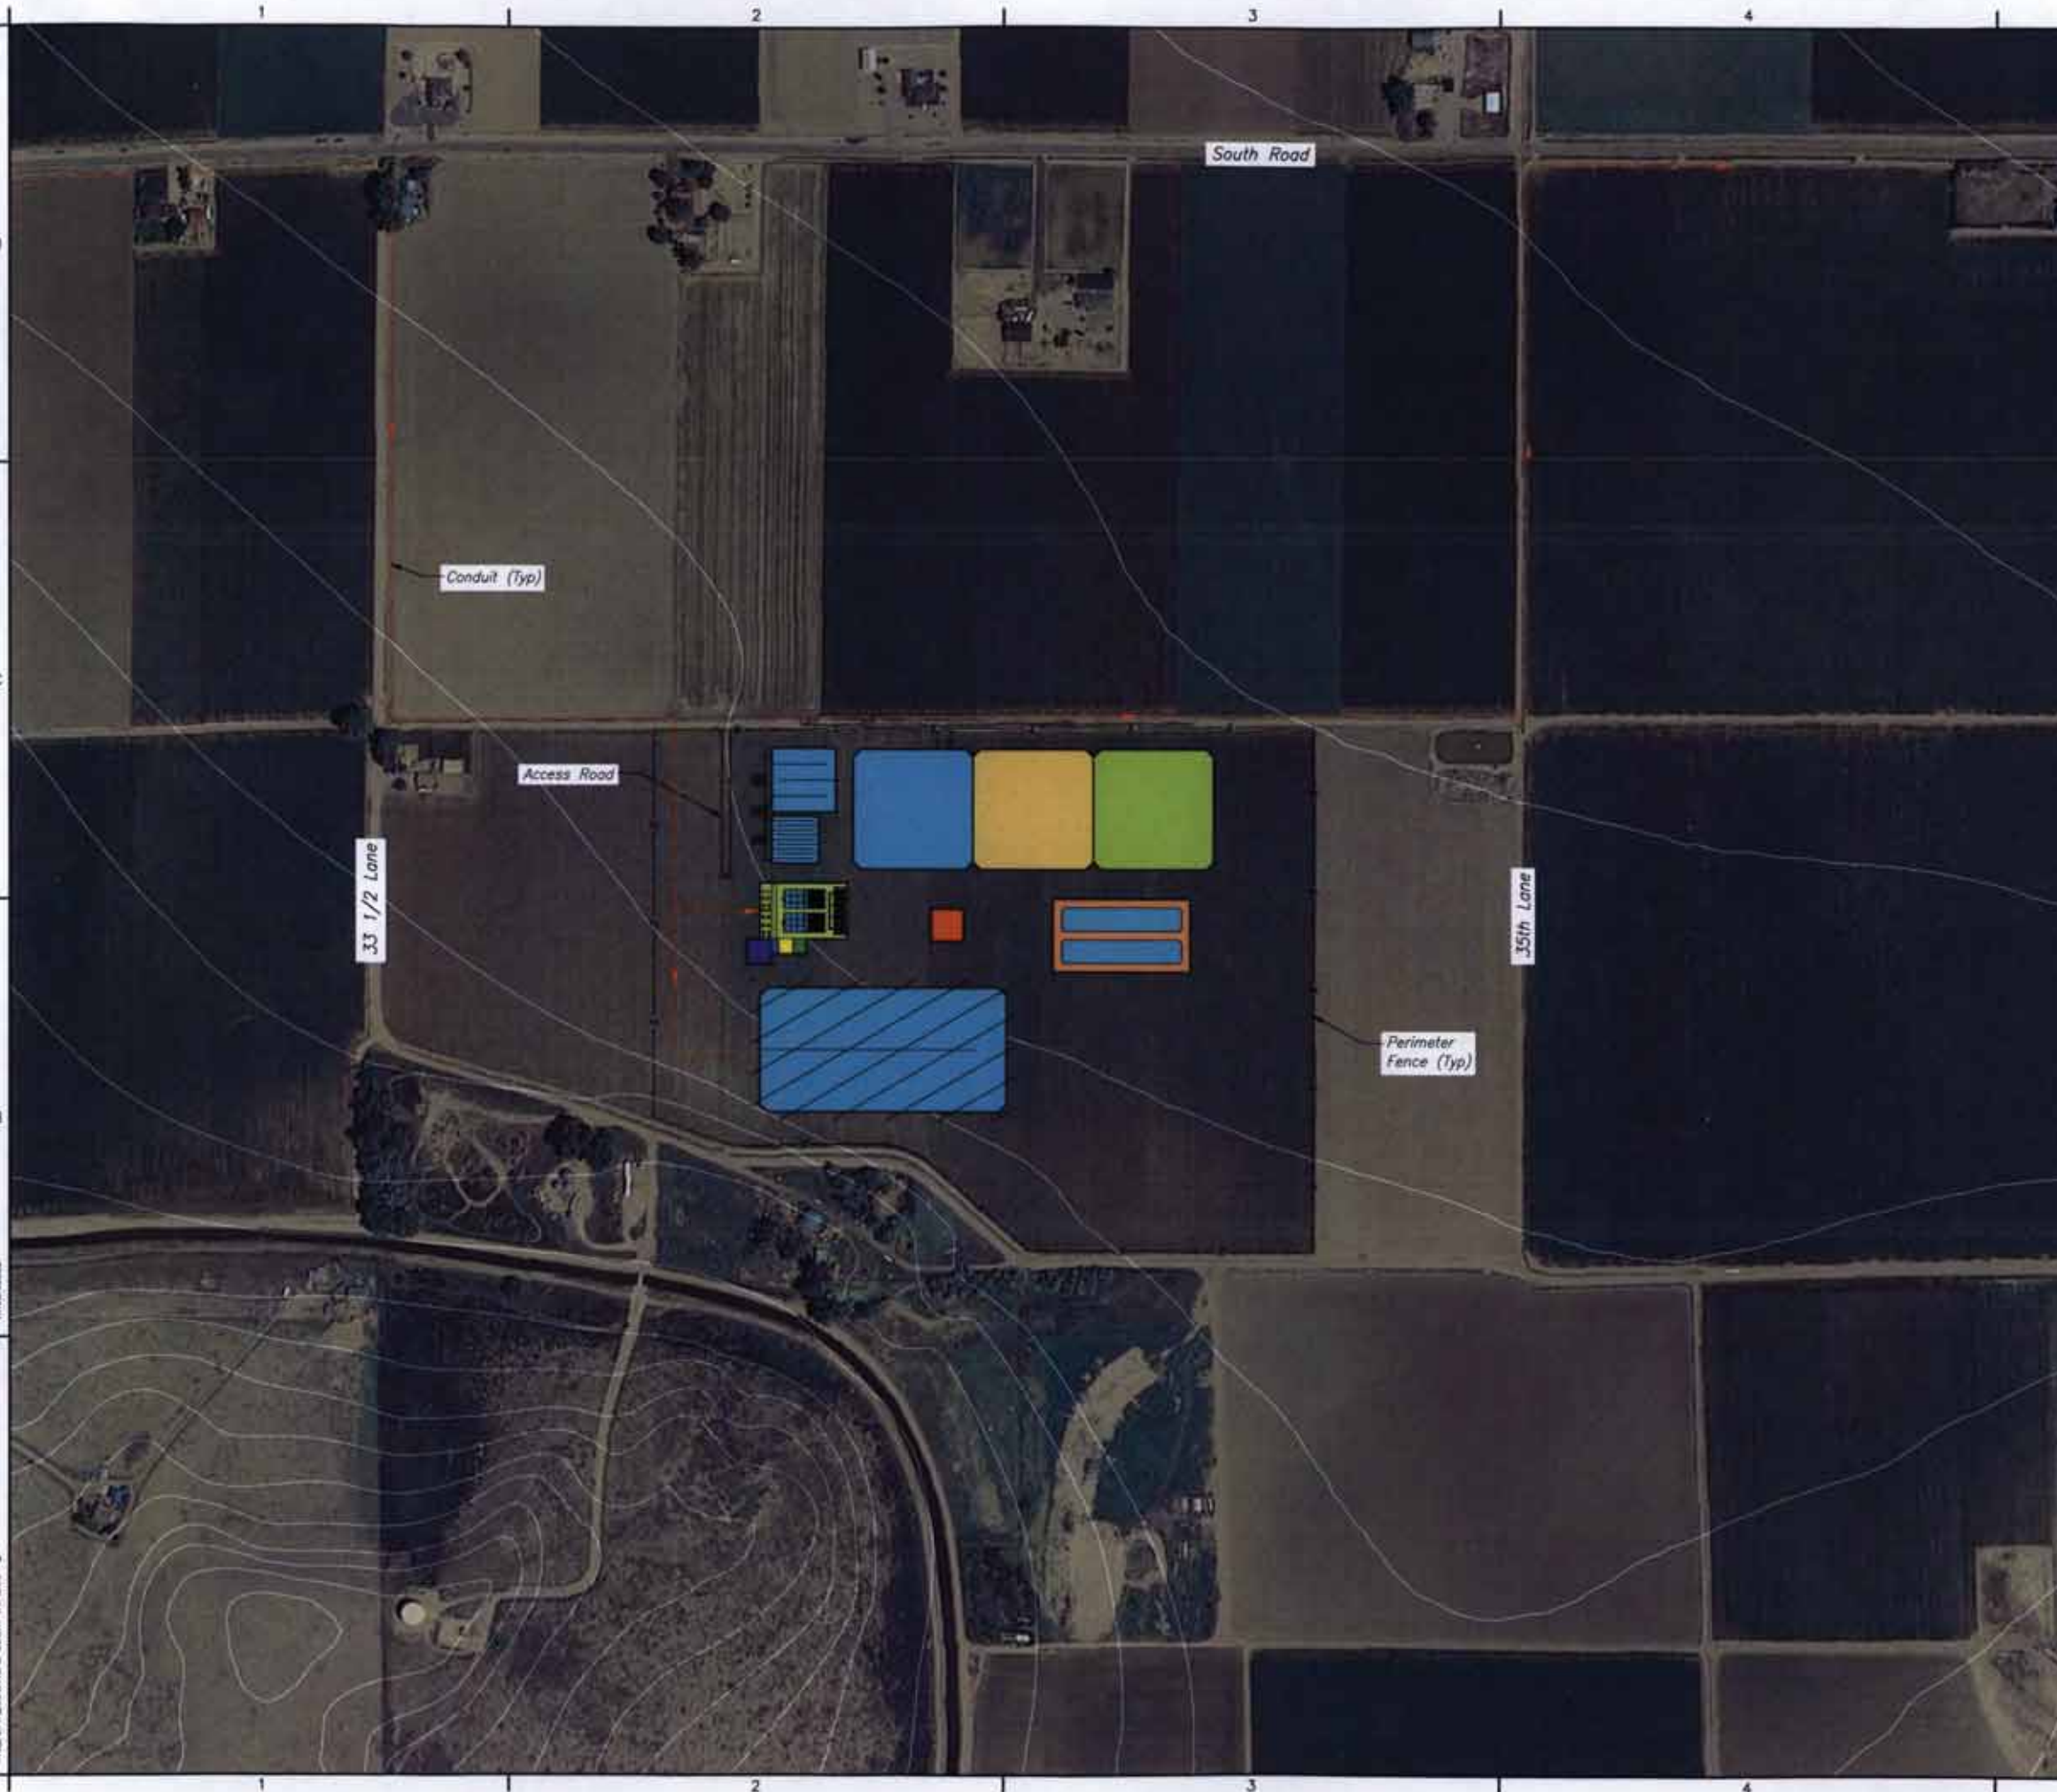 1 2 3 4
South Road
Conduit (Typ)
Access Road
33 1/2 Lane
35th Lane
Perimeter
Fence (Typ)
1 2 3 4